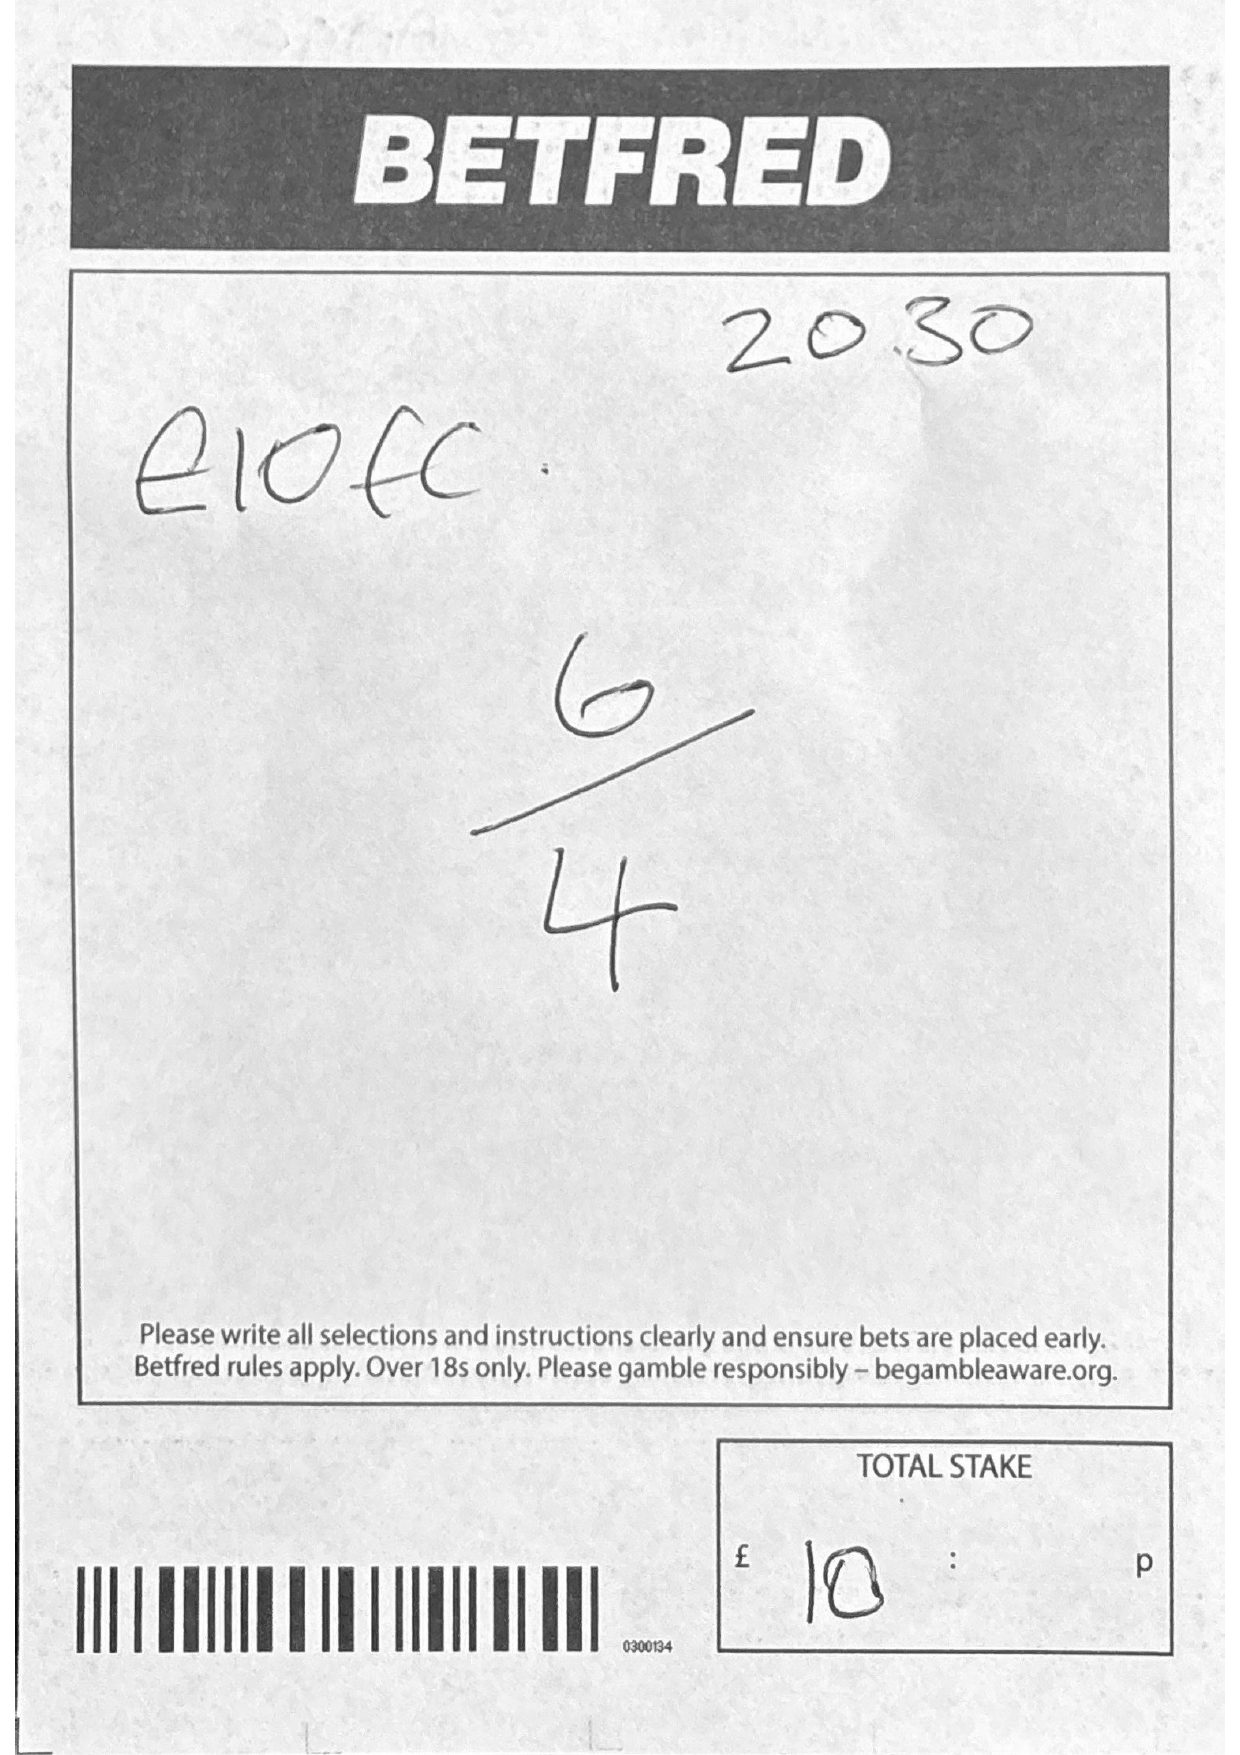 BETFRED
20.30
£10 FC.
6/4
Please write all selections and instructions clearly and ensure bets are placed early.
Betfred rules apply. Over 18s only. Please gamble responsibly – begambleaware.org.
TOTAL STAKE
£ 10 : p
0300134